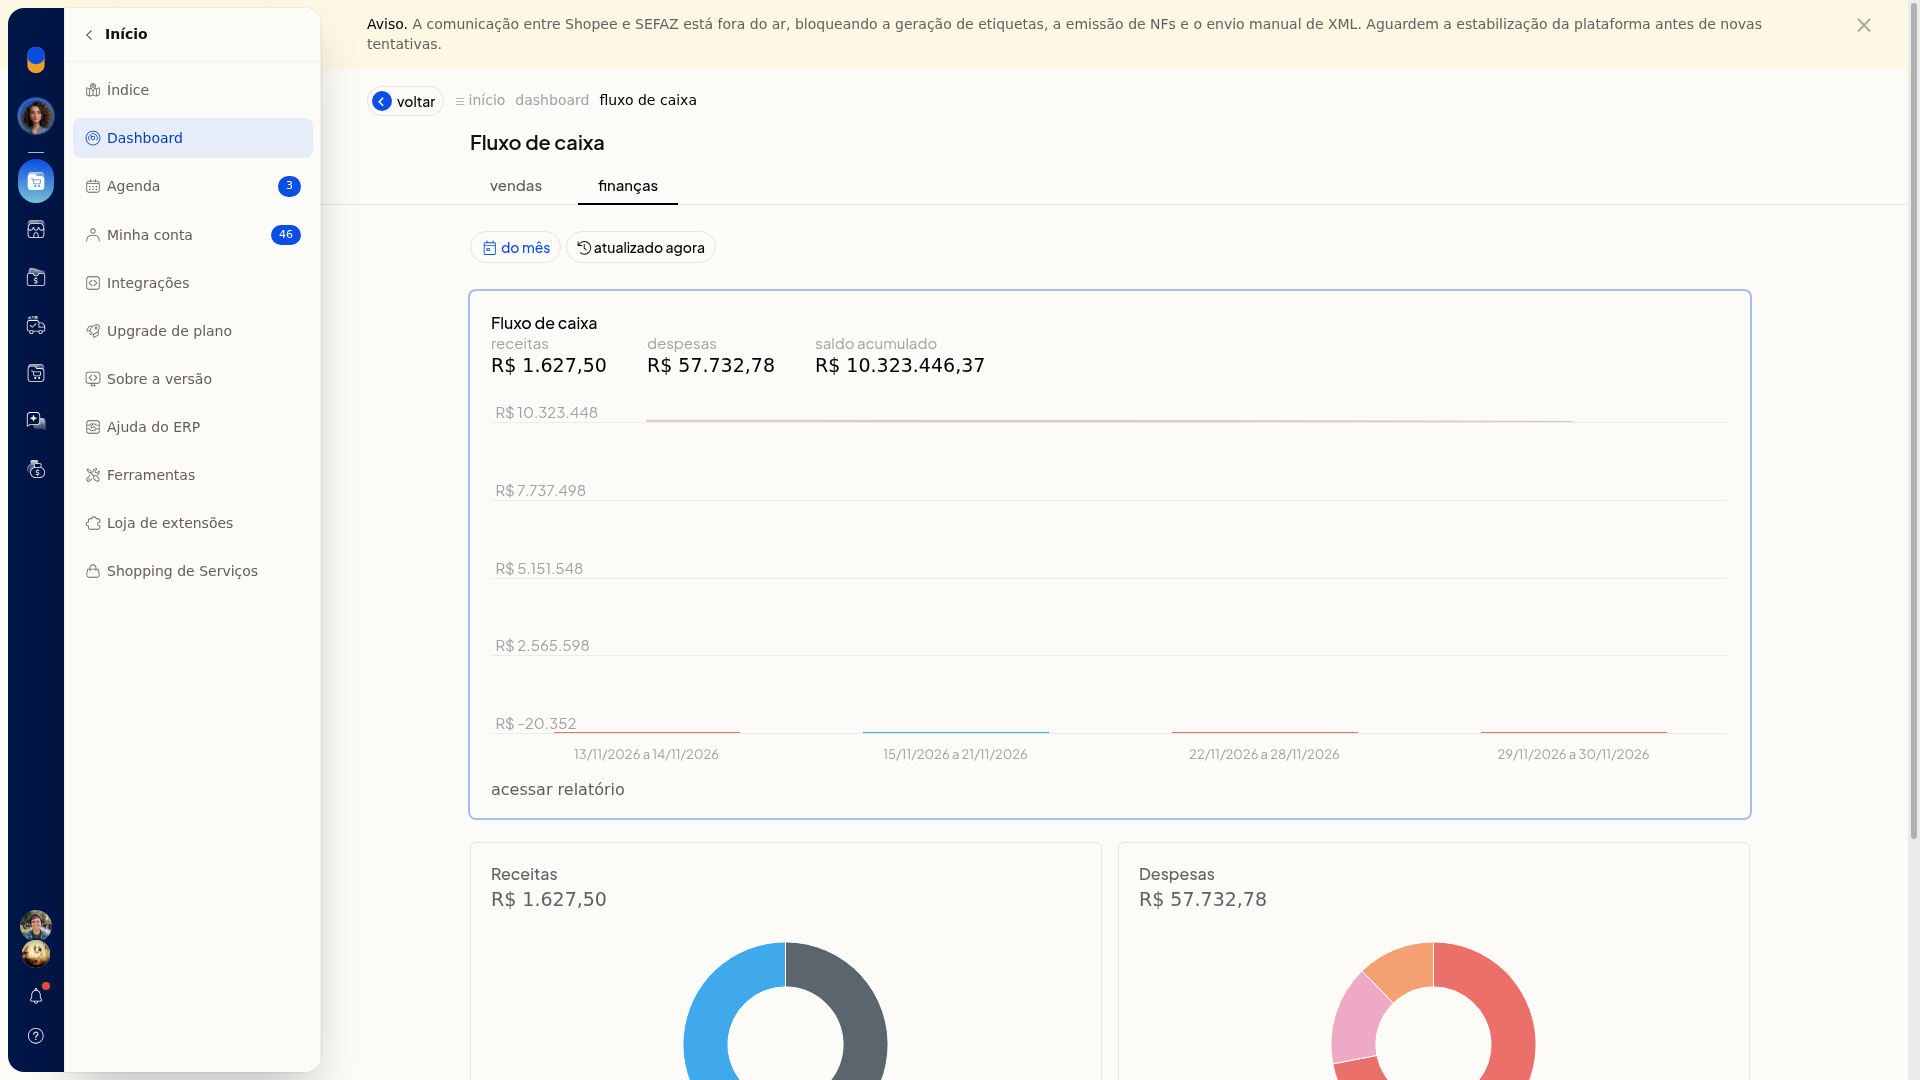 Início
Índice
Dashboard
Agenda 3
Minha conta 46
Integrações
Upgrade de plano
Sobre a versão
Ajuda do ERP
Ferramentas
Loja de extensões
Shopping de Serviços
Aviso. A comunicação entre Shopee e SEFAZ está fora do ar, bloqueando a geração de etiquetas, a emissão de NFs e o envio manual de XML. Aguardem a estabilização da plataforma antes de novas
tentativas.
voltar início dashboard fluxo de caixa
Fluxo de caixa
vendas finanças
do mês atualizado agora
Fluxo de caixa
receitas despesas saldo acumulado
R$ 1.627,50 R$ 57.732,78 R$ 10.323.446,37
R$ 10.323.448
R$ 7.737.498
R$ 5.151.548
R$ 2.565.598
R$ -20.352
13/11/2026 a 14/11/2026 15/11/2026 a 21/11/2026 22/11/2026 a 28/11/2026 29/11/2026 a 30/11/2026
acessar relatório
Receitas
R$ 1.627,50
Despesas
R$ 57.732,78